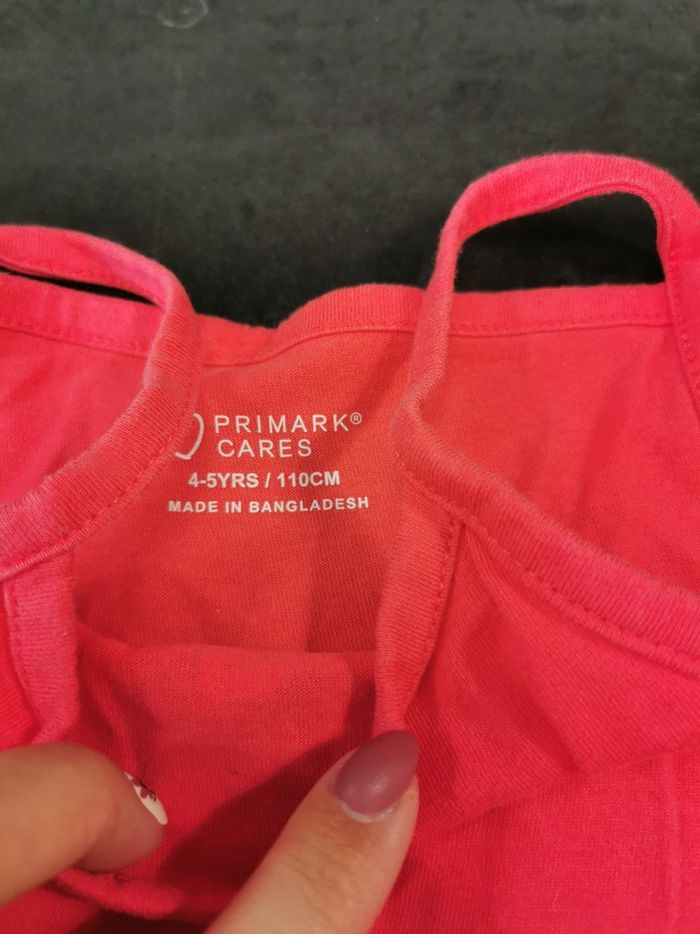 PRIMARK®
CARES
4-5YRS / 110CM
MADE IN BANGLADESH